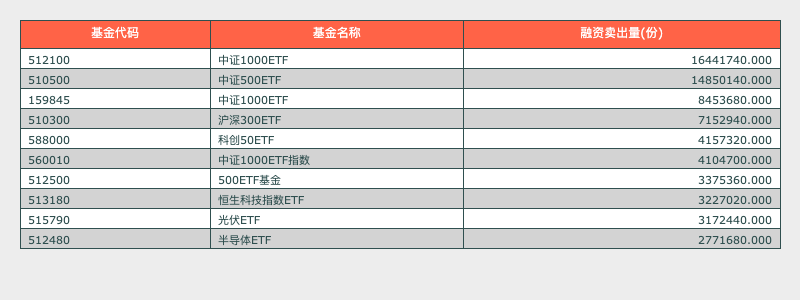 基金代码 基金名称 融资卖出量(份)
512100 中证1000ETF 16441740.000
510500 中证500ETF 14850140.000
159845 中证1000ETF 8453680.000
510300 沪深300ETF 7152940.000
588000 科创50ETF 4157320.000
560010 中证1000ETF指数 4104700.000
512500 500ETF基金 3375360.000
513180 恒生科技指数ETF 3227020.000
515790 光伏ETF 3172440.000
512480 半导体ETF 2771680.000